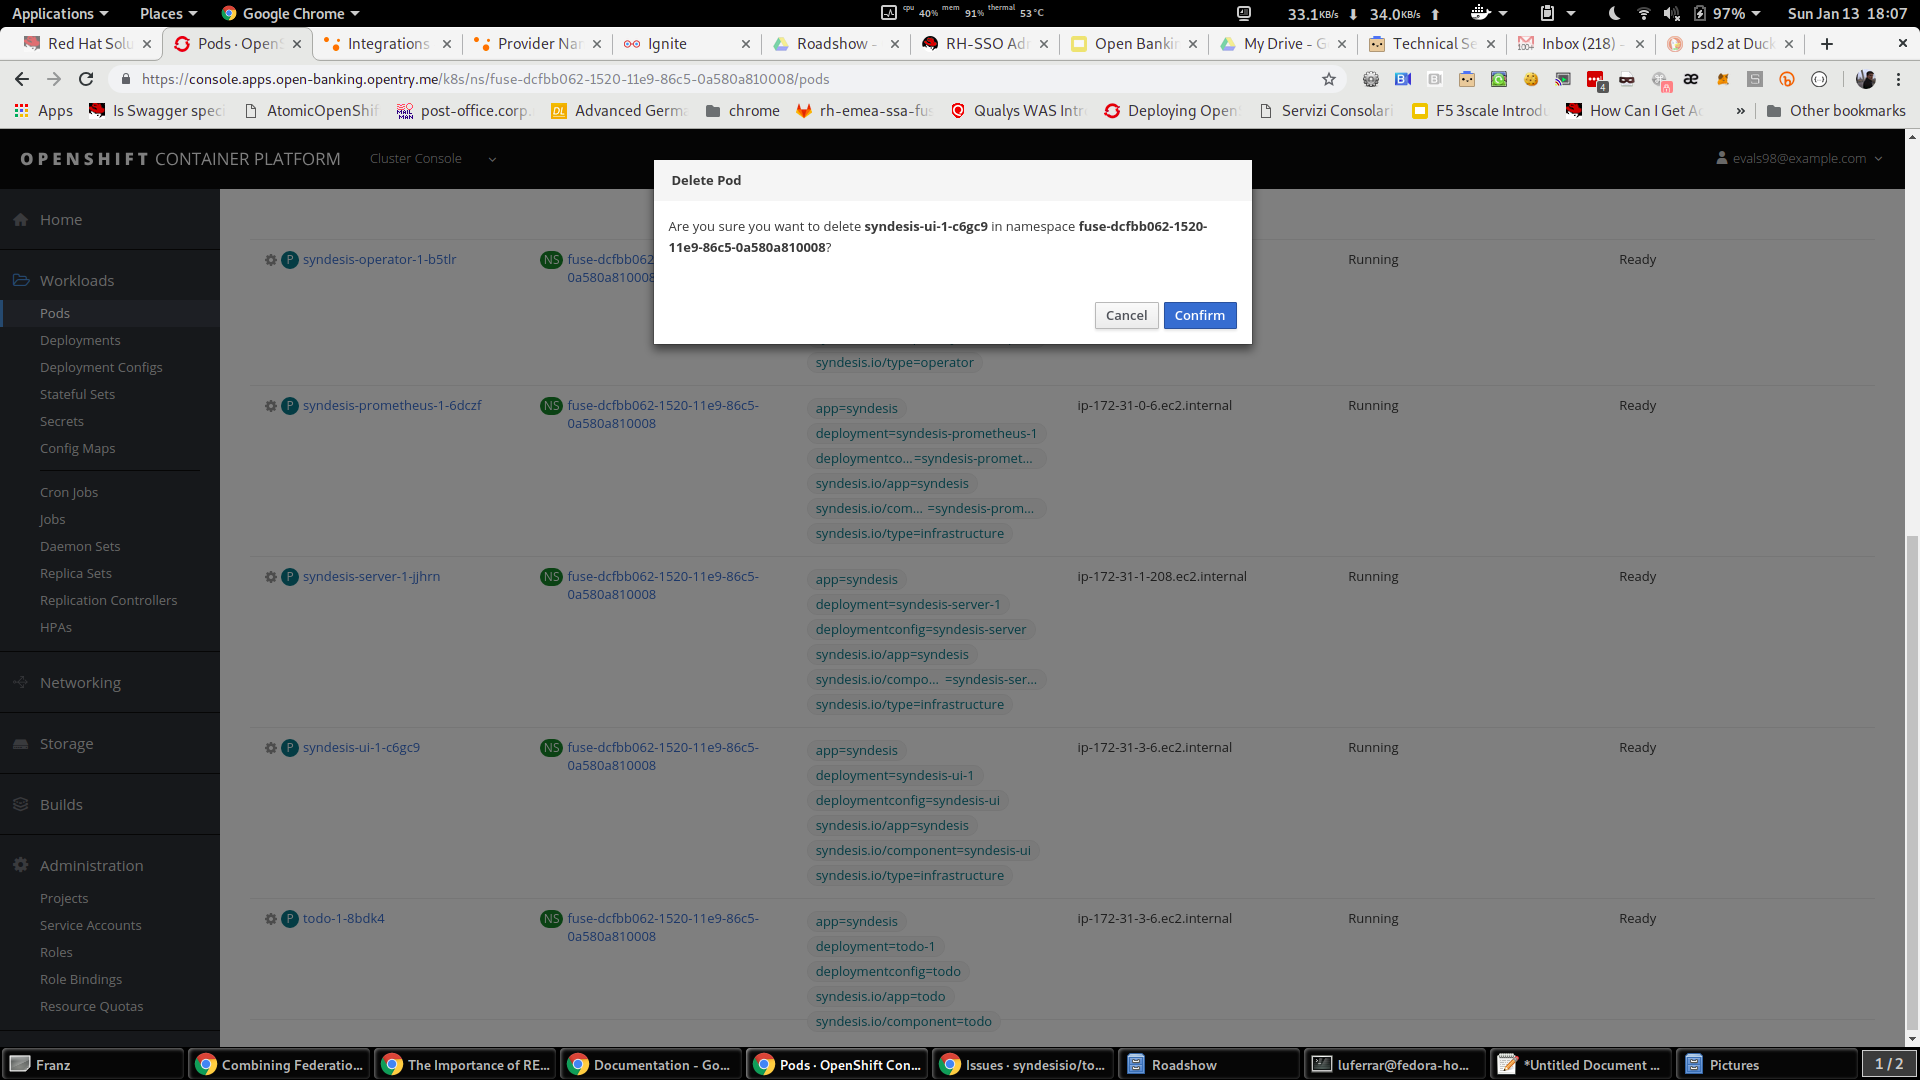 Applications Places Google Chrome cpu 40% mem 91% thermal 53°C 33.1KB/s 34.0KB/s 97% Sun Jan 13 18:07
Red Hat Solu Pods · OpenS Integrations Provider Nar Ignite Roadshow - RH-SSO Adm Open Bankin My Drive - G Technical Se Inbox (218) - psd2 at Duck
https://console.apps.open-banking.opentry.me/k8s/ns/fuse-dcfbb062-1520-11e9-86c5-0a580a810008/pods
Apps Is Swagger spec AtomicOpenShif post-office.corp. Advanced Germa chrome rh-emea-ssa-fus Qualys WAS Intr Deploying Open Servizi Consolari F5 3scale Introdu How Can I Get Ac » Other bookmarks
OPENSHIFT CONTAINER PLATFORM Cluster Console evals98@example.com
Delete Pod
Are you sure you want to delete syndesis-ui-1-c6gc9 in namespace fuse-dcfbb062-1520-
11e9-86c5-0a580a810008?
Cancel Confirm
Home
Workloads
Pods
Deployments
Deployment Configs
Stateful Sets
Secrets
Config Maps
Cron Jobs
Jobs
Daemon Sets
Replica Sets
Replication Controllers
HPAs
Networking
Storage
Builds
Administration
Projects
Service Accounts
Roles
Role Bindings
Resource Quotas
P syndesis-operator-1-b5tlr NS fuse-dcfbb062 Running Ready
0a580a810008
syndesis.io/type=operator
P syndesis-prometheus-1-6dczf NS fuse-dcfbb062-1520-11e9-86c5- ip-172-31-0-6.ec2.internal Running Ready
0a580a810008
app=syndesis
deployment=syndesis-prometheus-1
deploymentco...=syndesis-promet...
syndesis.io/app=syndesis
syndesis.io/com... =syndesis-prom...
syndesis.io/type=infrastructure
P syndesis-server-1-jjhrn NS fuse-dcfbb062-1520-11e9-86c5- ip-172-31-1-208.ec2.internal Running Ready
0a580a810008
app=syndesis
deployment=syndesis-server-1
deploymentconfig=syndesis-server
syndesis.io/app=syndesis
syndesis.io/compo... =syndesis-ser...
syndesis.io/type=infrastructure
P syndesis-ui-1-c6gc9 NS fuse-dcfbb062-1520-11e9-86c5- ip-172-31-3-6.ec2.internal Running Ready
0a580a810008
app=syndesis
deployment=syndesis-ui-1
deploymentconfig=syndesis-ui
syndesis.io/app=syndesis
syndesis.io/component=syndesis-ui
syndesis.io/type=infrastructure
P todo-1-8bdk4 NS fuse-dcfbb062-1520-11e9-86c5- ip-172-31-3-6.ec2.internal Running Ready
0a580a810008
app=syndesis
deployment=todo-1
deploymentconfig=todo
syndesis.io/app=todo
syndesis.io/component=todo
Franz Combining Federatio... The Importance of RE... Documentation - Go... Pods · OpenShift Con... Issues · syndesisio/to... Roadshow luferrar@fedora-ho... *Untitled Document ... Pictures 1 / 2